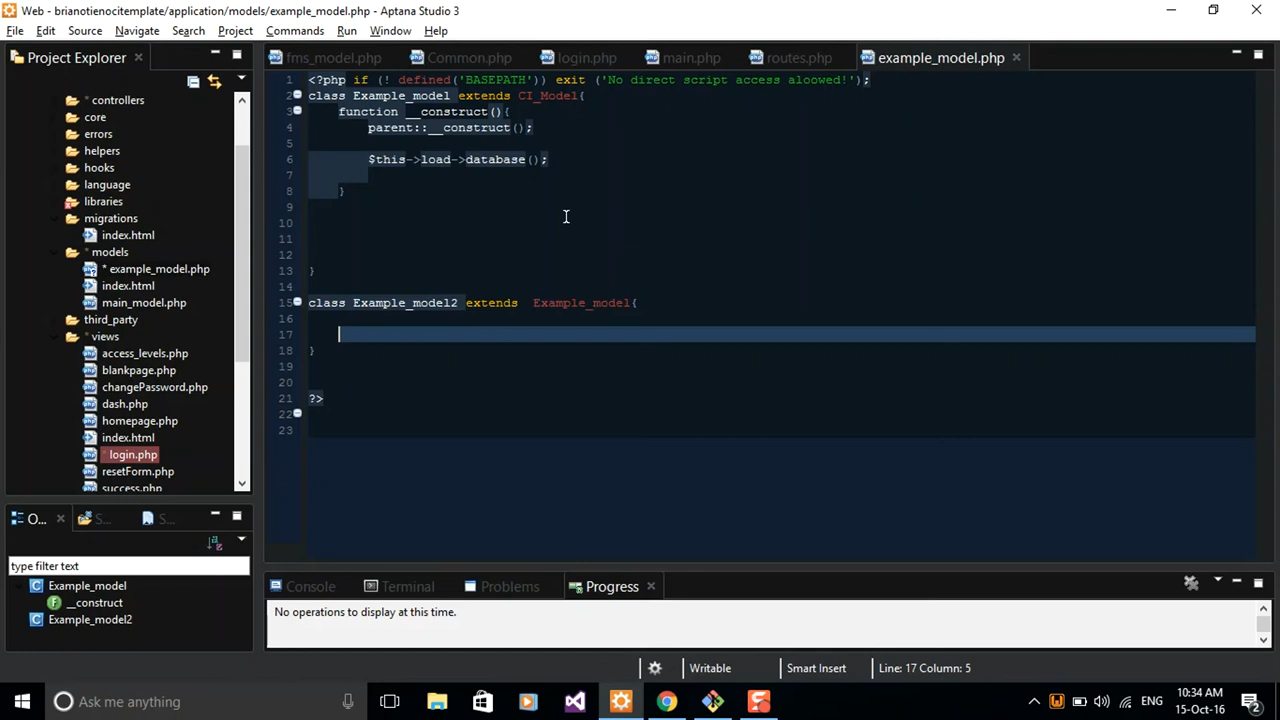 Web - brianotienocitemplate/application/models/example_model.php - Aptana Studio 3
File Edit Source Navigate Search Project Commands Run Window Help
Project Explorer
fms_model.php Common.php login.php main.php routes.php example_model.php
* controllers
core
errors
helpers
hooks
language
libraries
migrations
index.html
* models
* example_model.php
index.html
main_model.php
third_party
* views
access_levels.php
blankpage.php
changePassword.php
dash.php
homepage.php
index.html
* login.php
resetForm.php
success.php
1 <?php if (! defined('BASEPATH')) exit ('No direct script access aloowed!');
2 class Example_model extends CI_Model{
3 function __construct(){
4 parent::__construct();
5
6 $this->load->database();
7
8 }
9
10
11
12
13 }
14
15 class Example_model2 extends  Example_model{
16
17
18 }
19
20
21 ?>
22
23
O... S... S...
type filter text
Example_model
__construct
Example_model2
Console Terminal Problems Progress
No operations to display at this time.
Writable Smart Insert Line: 17 Column: 5
Ask me anything
10:34 AM
15-Oct-16
2